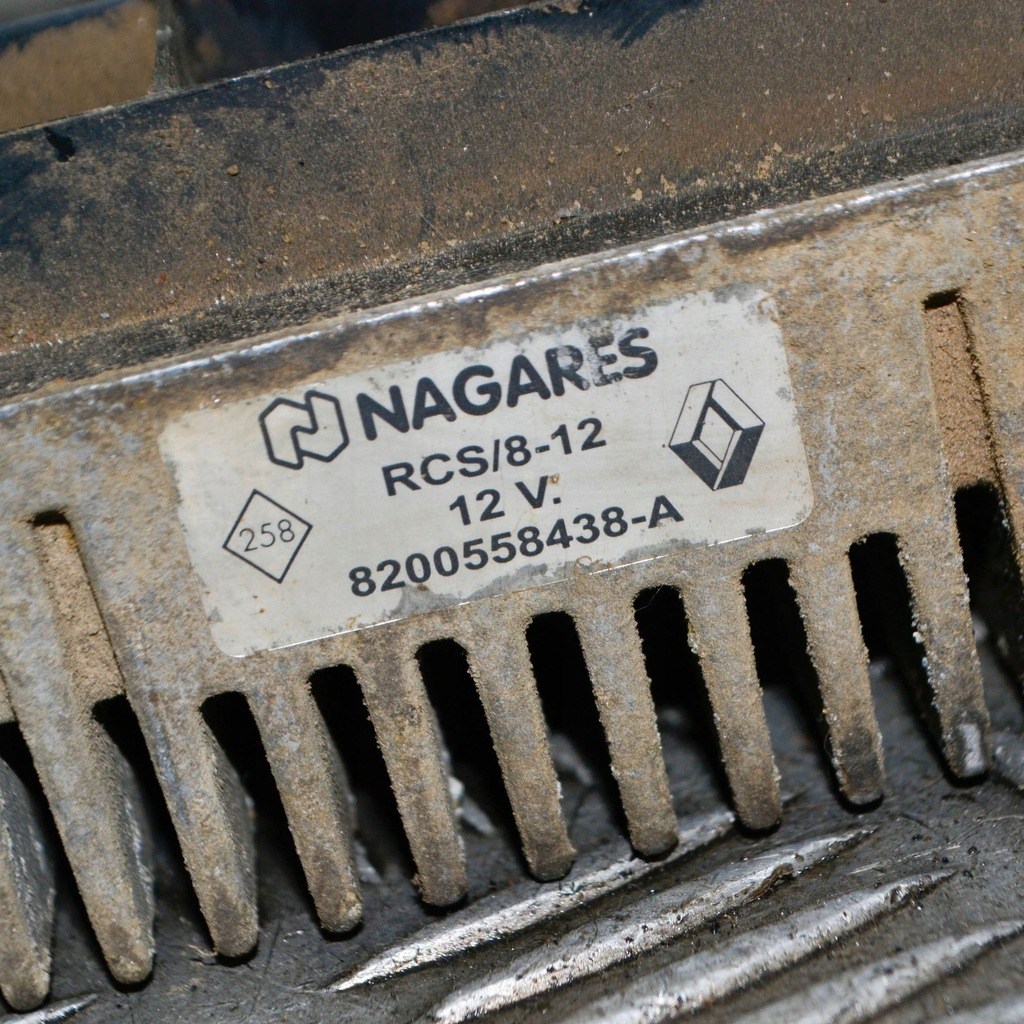 NAGARES
RCS/8-12
12 V.
258
8200558438-A